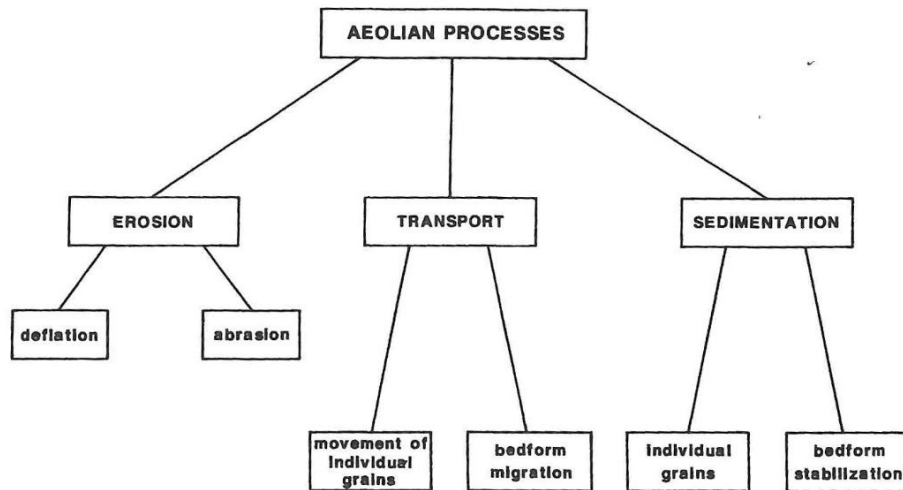 AEOLIAN PROCESSES
EROSION
TRANSPORT
SEDIMENTATION
deflation
abrasion
movement of
individual
grains
bedform
migration
individual
grains
bedform
stabilization